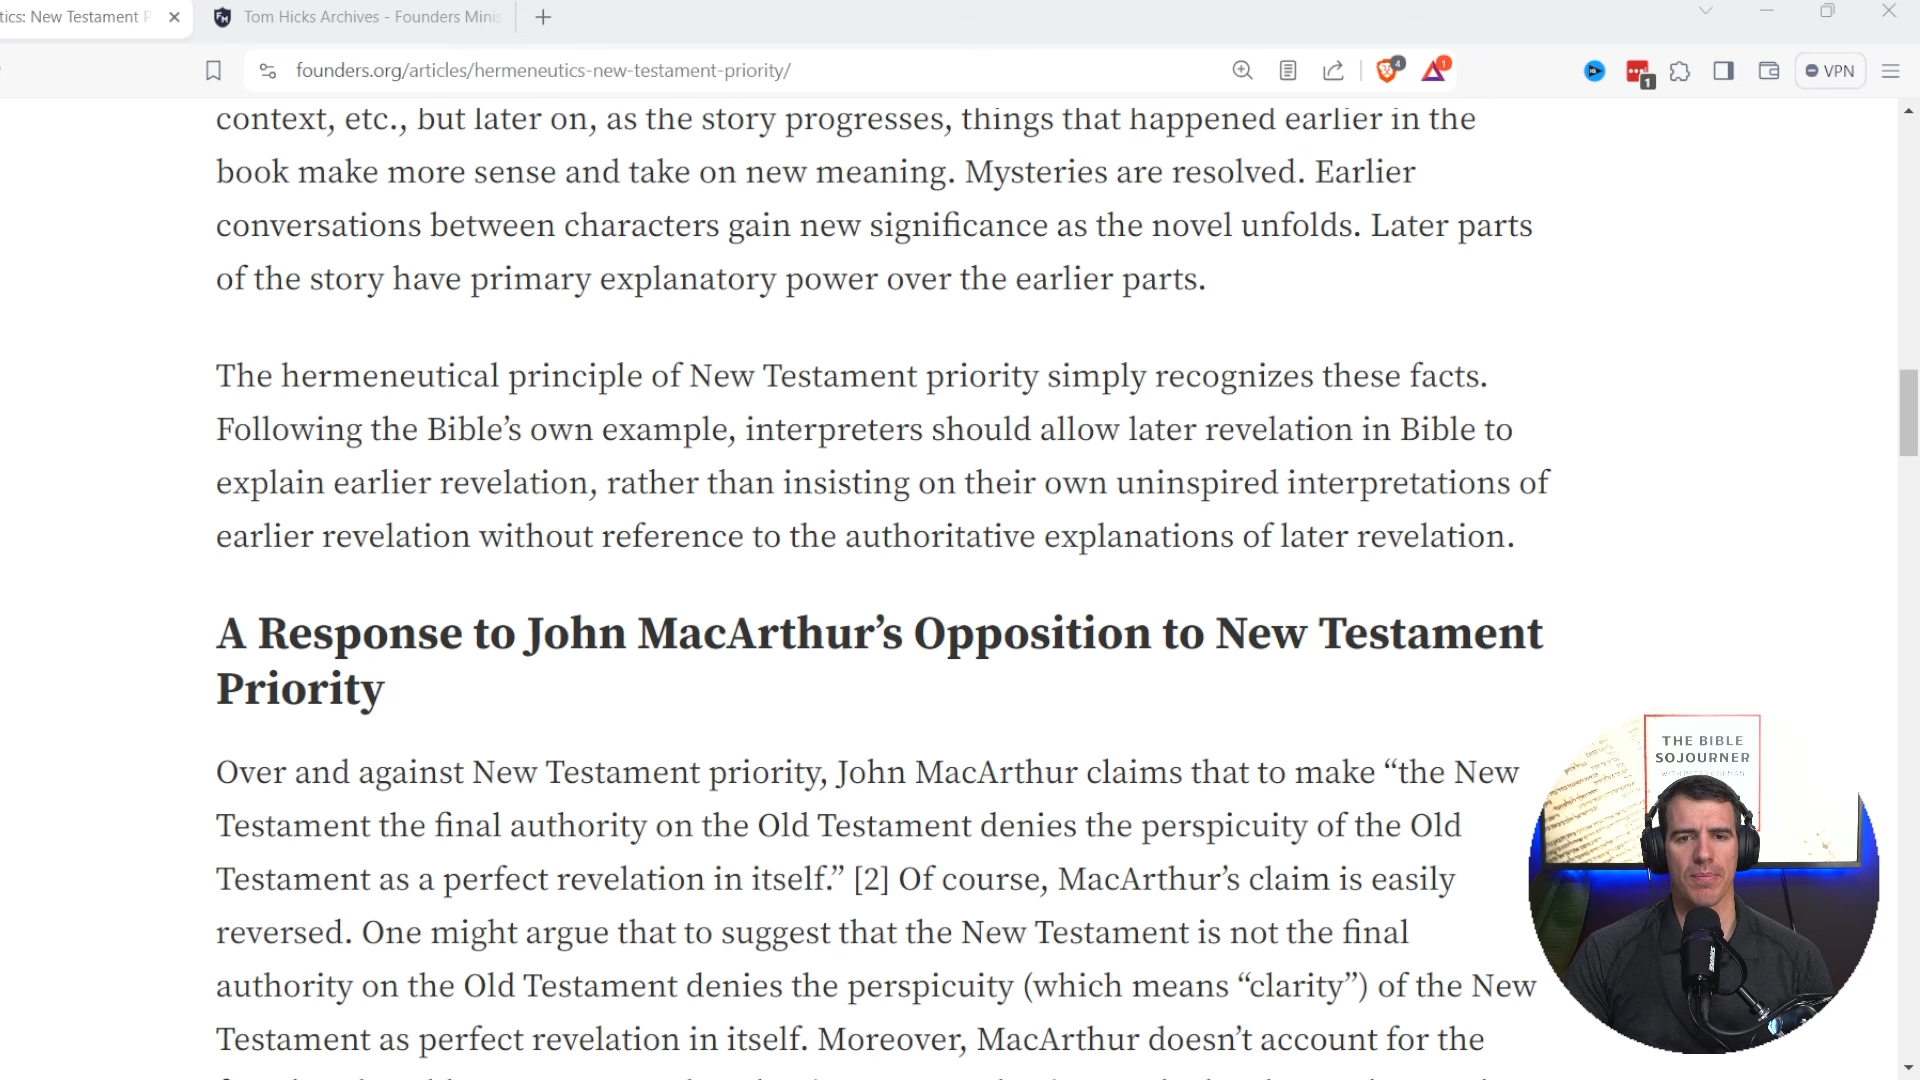 tics: New Testament P
Tom Hicks Archives - Founders Minis
founders.org/articles/hermeneutics-new-testament-priority/
4
1
1
VPN
context, etc., but later on, as the story progresses, things that happened earlier in the
book make more sense and take on new meaning. Mysteries are resolved. Earlier
conversations between characters gain new significance as the novel unfolds. Later parts
of the story have primary explanatory power over the earlier parts.
The hermeneutical principle of New Testament priority simply recognizes these facts.
Following the Bible’s own example, interpreters should allow later revelation in Bible to
explain earlier revelation, rather than insisting on their own uninspired interpretations of
earlier revelation without reference to the authoritative explanations of later revelation.
A Response to John MacArthur’s Opposition to New Testament
Priority
Over and against New Testament priority, John MacArthur claims that to make “the New
Testament the final authority on the Old Testament denies the perspicuity of the Old
Testament as a perfect revelation in itself.” [2] Of course, MacArthur’s claim is easily
reversed. One might argue that to suggest that the New Testament is not the final
authority on the Old Testament denies the perspicuity (which means “clarity”) of the New
Testament as perfect revelation in itself. Moreover, MacArthur doesn’t account for the
THE BIBLE
SOJOURNER
SHURE